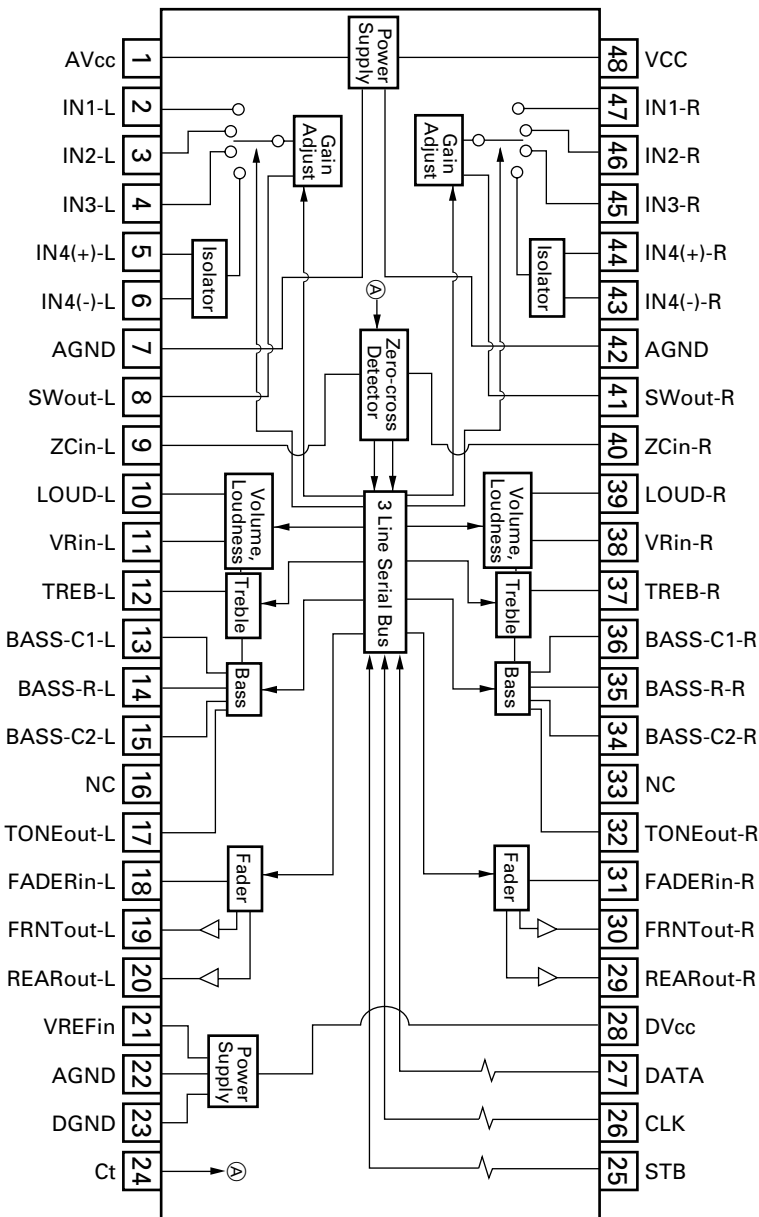 AVcc 1
IN1-L 2
IN2-L 3
IN3-L 4
IN4(+)-L 5
IN4(-)-L 6
AGND 7
SWout-L 8
ZCin-L 9
LOUD-L 10
VRin-L 11
TREB-L 12
BASS-C1-L 13
BASS-R-L 14
BASS-C2-L 15
NC 16
TONEout-L 17
FADERin-L 18
FRNTout-L 19
REARout-L 20
VREFin 21
AGND 22
DGND 23
Ct 24
Power
Supply
Gain
Adjust
Gain
Adjust
Isolator
Isolator
A
Zero-cross
Detector
Volume,
Loudness
3 Line Serial Bus
Volume,
Loudness
Treble
Treble
Bass
Bass
Fader
Fader
Power
Supply
A
48 VCC
47 IN1-R
46 IN2-R
45 IN3-R
44 IN4(+)-R
43 IN4(-)-R
42 AGND
41 SWout-R
40 ZCin-R
39 LOUD-R
38 VRin-R
37 TREB-R
36 BASS-C1-R
35 BASS-R-R
34 BASS-C2-R
33 NC
32 TONEout-R
31 FADERin-R
30 FRNTout-R
29 REARout-R
28 DVcc
27 DATA
26 CLK
25 STB